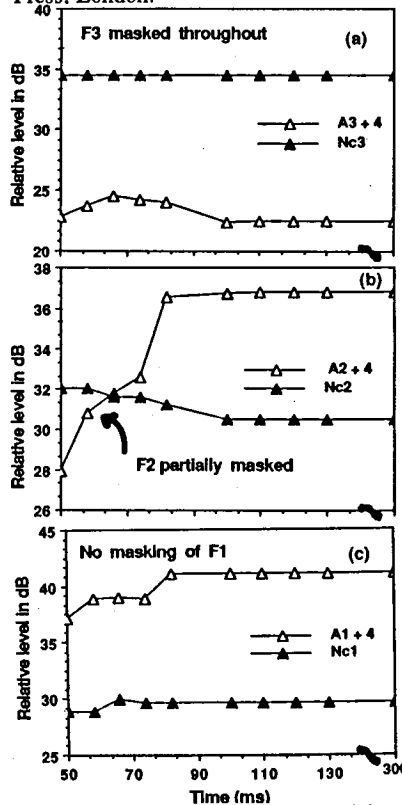 Press, London.
40
F3 masked throughout
(a)
35
30
A3 + 4
Nc3
25
20
Relative level in dB
38
(b)
36
34
A2 + 4
Nc2
32
30
F2 partially masked
28
26
Relative level in dB
45
No masking of F1
(c)
40
35
A1 + 4
Nc1
30
25
Relative level in dB
50 70 90 110 130 300
Time (ms)